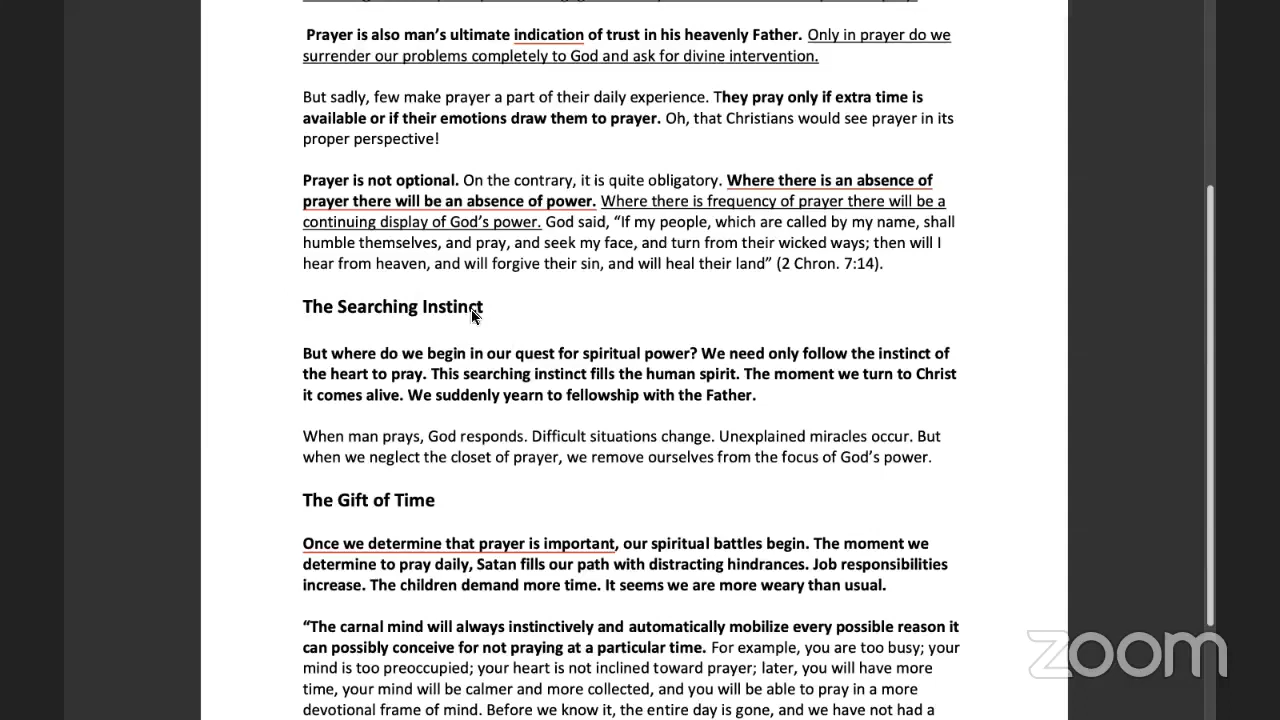 Prayer is also man's ultimate indication of trust in his heavenly Father. Only in prayer do we
surrender our problems completely to God and ask for divine intervention.
But sadly, few make prayer a part of their daily experience. They pray only if extra time is
available or if their emotions draw them to prayer. Oh, that Christians would see prayer in its
proper perspective!
Prayer is not optional. On the contrary, it is quite obligatory. Where there is an absence of
prayer there will be an absence of power. Where there is frequency of prayer there will be a
continuing display of God's power. God said, “If my people, which are called by my name, shall
humble themselves, and pray, and seek my face, and turn from their wicked ways; then will I
hear from heaven, and will forgive their sin, and will heal their land” (2 Chron. 7:14).
The Searching Instinct
But where do we begin in our quest for spiritual power? We need only follow the instinct of
the heart to pray. This searching instinct fills the human spirit. The moment we turn to Christ
it comes alive. We suddenly yearn to fellowship with the Father.
When man prays, God responds. Difficult situations change. Unexplained miracles occur. But
when we neglect the closet of prayer, we remove ourselves from the focus of God's power.
The Gift of Time
Once we determine that prayer is important, our spiritual battles begin. The moment we
determine to pray daily, Satan fills our path with distracting hindrances. Job responsibilities
increase. The children demand more time. It seems we are more weary than usual.
“The carnal mind will always instinctively and automatically mobilize every possible reason it
can possibly conceive for not praying at a particular time. For example, you are too busy; your
mind is too preoccupied; your heart is not inclined toward prayer; later, you will have more
time, your mind will be calmer and more collected, and you will be able to pray in a more
devotional frame of mind. Before we know it, the entire day is gone, and we have not had a
zoom